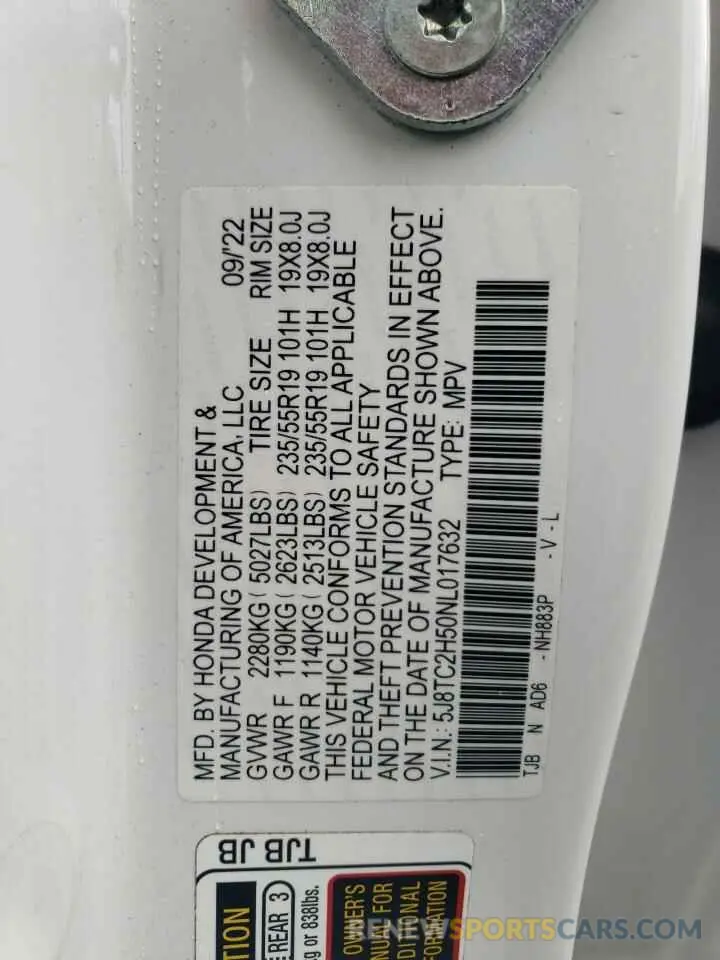 MFD. BY HONDA DEVELOPMENT &
MANUFACTURING OF AMERICA, LLC 09/'22
GVWR 2280KG ( 5027LBS) TIRE SIZE RIM SIZE
GAWR F 1190KG ( 2623LBS) 235/55R19 101H 19X8.0J
GAWR R 1140KG ( 2513LBS) 235/55R19 101H 19X8.0J
THIS VEHICLE CONFORMS TO ALL APPLICABLE
FEDERAL MOTOR VEHICLE SAFETY
AND THEFT PREVENTION STANDARDS IN EFFECT
ON THE DATE OF MANUFACTURE SHOWN ABOVE.
V.I.N.: 5J8TC2H50NL017632 TYPE: MPV
TJB N AD6 - NH883P - V - L
TJB JB
TION
REAR 3
g or 838lbs.
OWNER'S
NUAL FOR
DITIONAL
FORMATION
NEWSPORTSCARS.COM